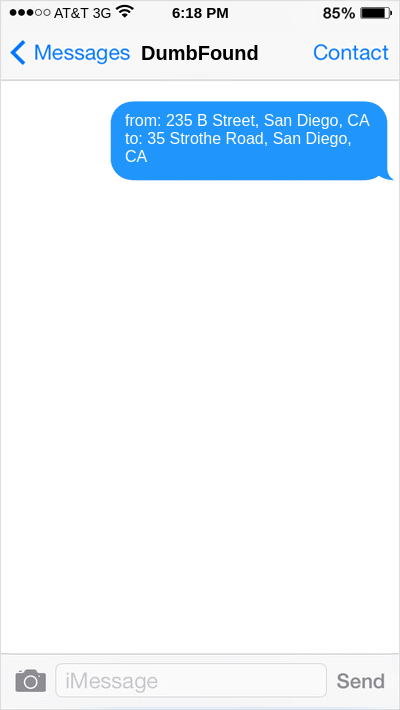 AT&T 3G 6:18 PM 85%
Messages DumbFound Contact
from: 235 B Street, San Diego, CA
to: 35 Strothe Road, San Diego,
CA
iMessage Send